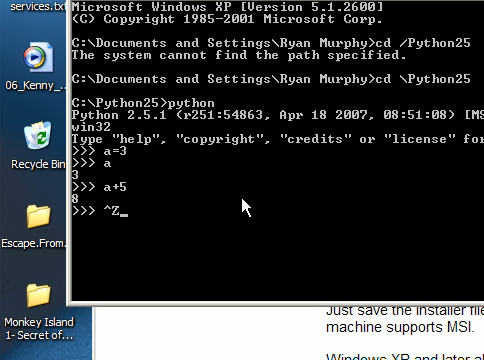 services.txt
06_Kenny_...
Recycle Bin
Escape.From...
Monkey Island
1- Secret of...
Microsoft Windows XP [Version 5.1.2600]
(C) Copyright 1985-2001 Microsoft Corp.
C:\Documents and Settings\Ryan Murphy>cd /Python25
The system cannot find the path specified.
C:\Documents and Settings\Ryan Murphy>cd \Python25
C:\Python25>python
Python 2.5.1 (r251:54863, Apr 18 2007, 08:51:08) [MS
win32
Type "help", "copyright", "credits" or "license" for
>>> a=3
>>> a
3
>>> a+5
8
>>> ^Z_
Just save the installer file
machine supports MSI.
Windows XP and later al